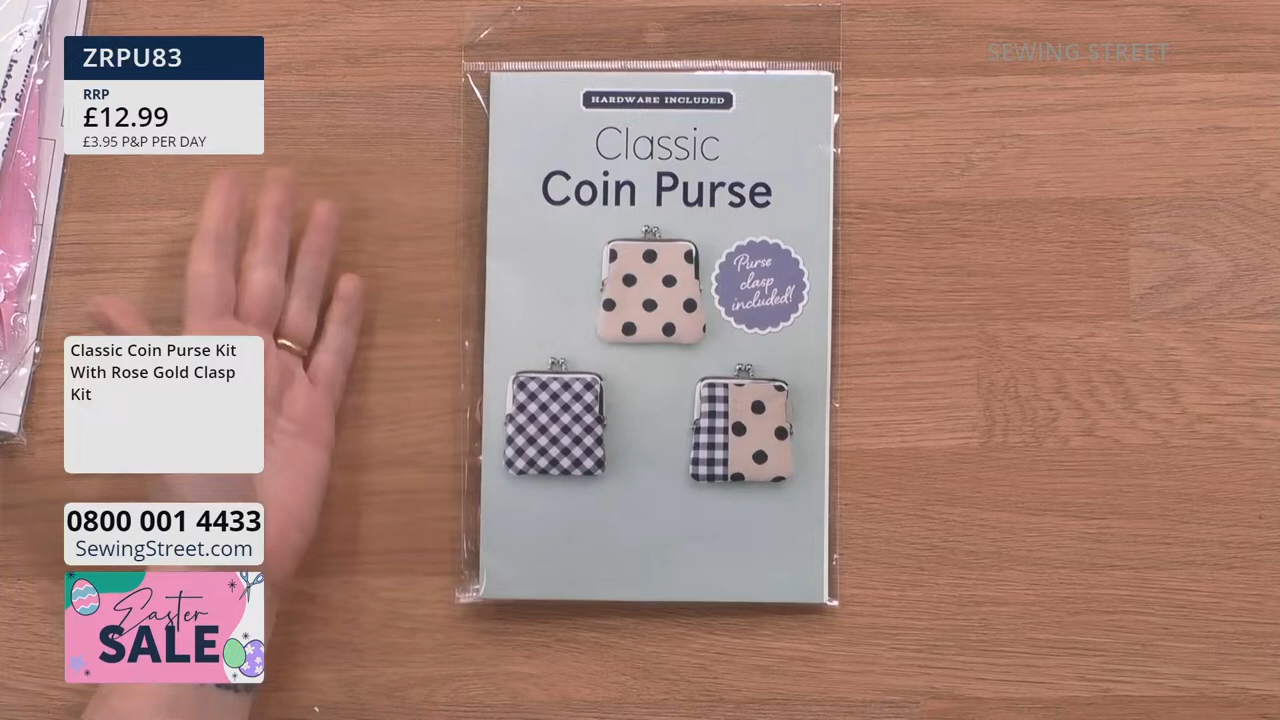 ZRPU83
RRP
£12.99
£3.95 P&P PER DAY
Classic Coin Purse Kit
With Rose Gold Clasp
Kit
0800 001 4433
SewingStreet.com
Easter
SALE
SEWING STREET
HARDWARE INCLUDED
Classic
Coin Purse
Purse
clasp
included!